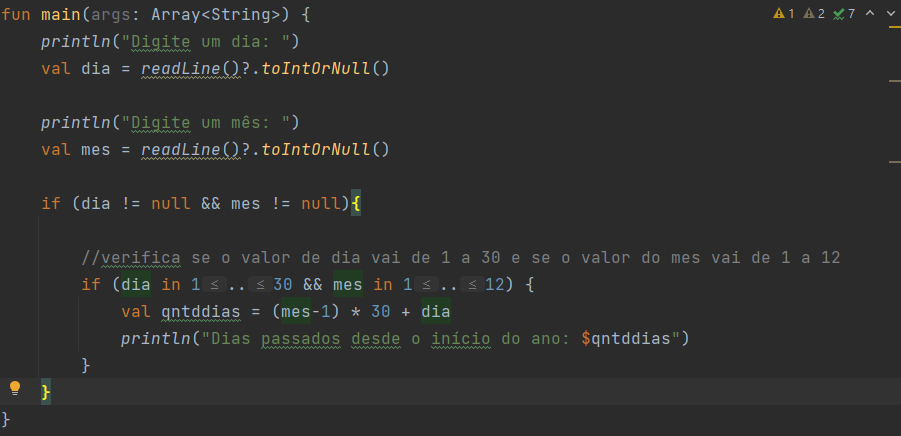 fun main(args: Array<String>) { 1 2 7
println("Digite um dia: ")
val dia = readLine()?.toIntOrNull()
println("Digite um mês: ")
val mes = readLine()?.toIntOrNull()
if (dia != null && mes != null){
//verifica se o valor de dia vai de 1 a 30 e se o valor do mes vai de 1 a 12
if (dia in 1 ≤ .. ≤ 30 && mes in 1 ≤ .. ≤ 12) {
val qntddias = (mes-1) * 30 + dia
println("Dias passados desde o início do ano: $qntddias")
}
}
}